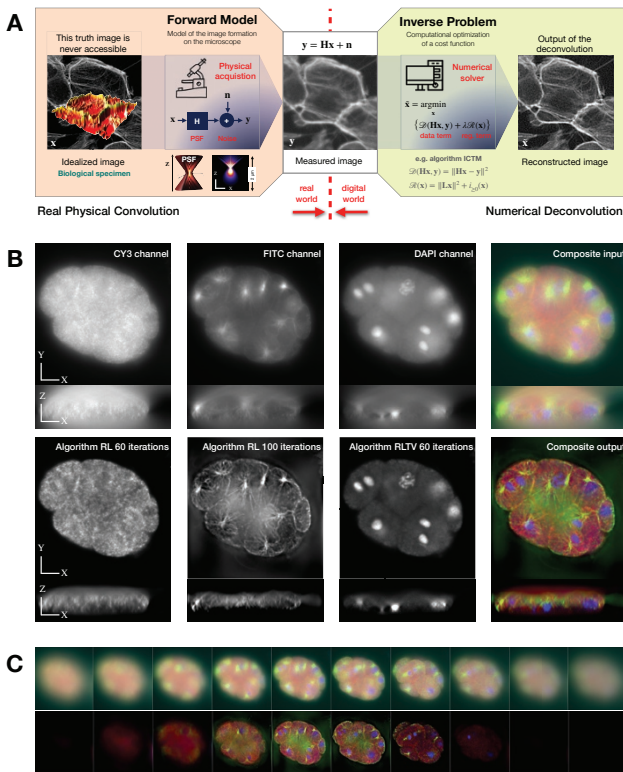 A
Forward Model
Model of the image formation
on the microscope
Inverse Problem
Computational optimization
of a cost function
This truth image is
never accessible
Physical
acquistion
y = Hx + n
Numerical
solver
Output of the
deconvolution
n
x H + y
PSF
x̂ = argmin
x
{𝒟(Hx, y) + λℛ(x)}
data term
x
y
x̂
Idealized image
Biological specimen
Z
PSF
Z
X
Measured image
e.g. algorithm ICTM
𝒟(Hx, y) = ||Hx − y||²
ℛ(x) = ||Lx||² + i≥0(x)
Reconstructed image
real
world
digital
world
Real Physical Convolution
Numerical Deconvolution
B
CY3 channel
FITC channel
DAPI channel
Composite input
Y
X
Z
X
Algorithm RL 60 iterations
Algorithm RL 100 iterations
Algorithm RLTV 60 iterations
Composite output
Y
X
Z
X
C